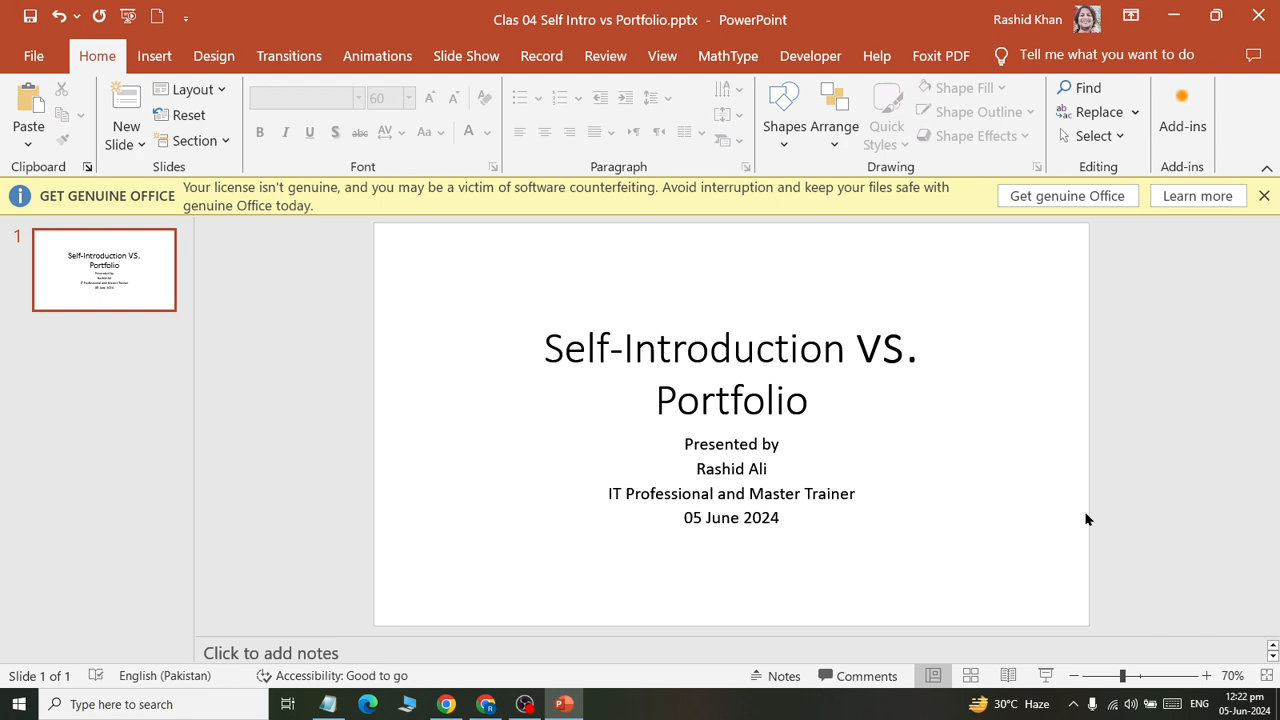 Clas 04 Self Intro vs Portfolio.pptx - PowerPoint
Rashid Khan
File Home Insert Design Transitions Animations Slide Show Record Review View MathType Developer Help Foxit PDF Tell me what you want to do
Paste
Clipboard
New Slide
Layout
Reset
Section
Slides
60
B I U S abc AV Aa A
Font
Paragraph
Shapes
Arrange
Quick Styles
Shape Fill
Shape Outline
Shape Effects
Drawing
Find
Replace
Select
Editing
Add-ins
Add-ins
GET GENUINE OFFICE
Your license isn't genuine, and you may be a victim of software counterfeiting. Avoid interruption and keep your files safe with
genuine Office today.
Get genuine Office
Learn more
1
Self-Introduction VS.
Portfolio
Presented by
Rashid Ali
IT Professional and Master Trainer
05 June 2024
Self-Introduction VS.
Portfolio
Presented by
Rashid Ali
IT Professional and Master Trainer
05 June 2024
Click to add notes
Slide 1 of 1
English (Pakistan)
Accessibility: Good to go
Notes
Comments
70%
Type here to search
30°C Haze
ENG
12:22 pm
05-Jun-2024